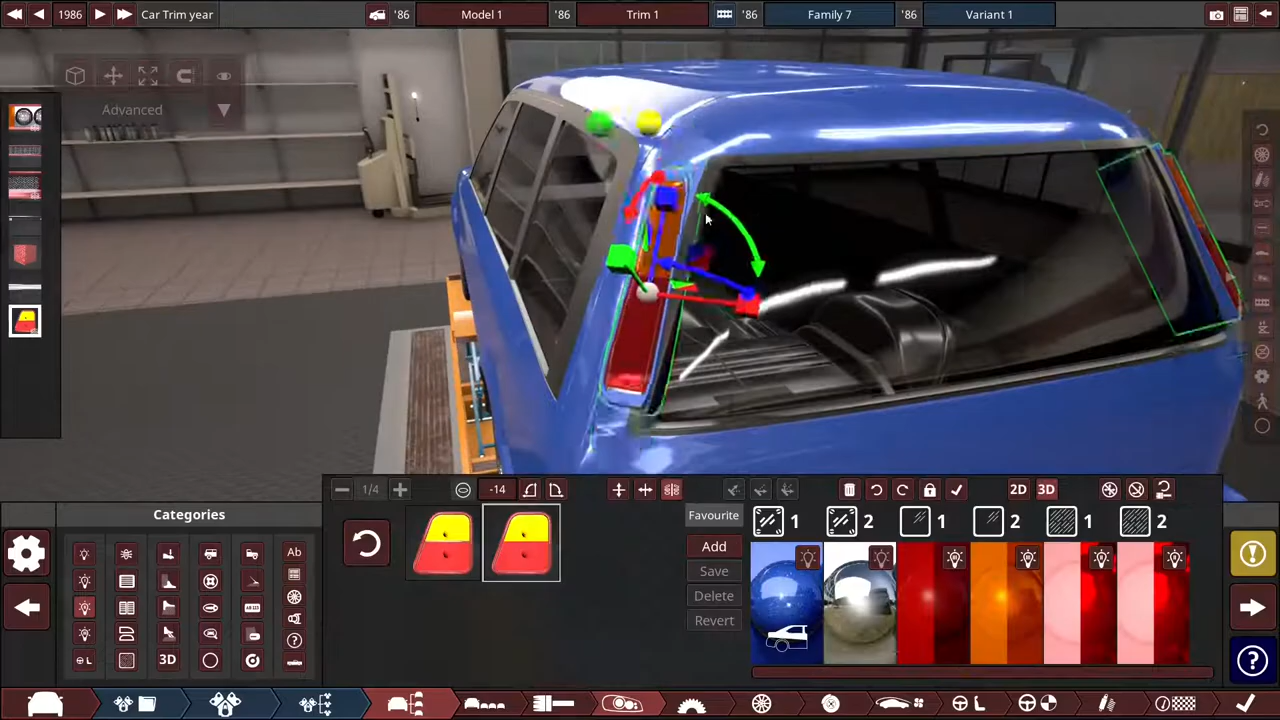 1986 Car Trim year '86 Model 1 '86 Trim 1 '86 Family 7 '86 Variant 1
Advanced
1/4 -14 2D 3D
Categories
Favourite 1 2 1 2 1 2
Ab
Add
Save
Delete
Revert
L 3D